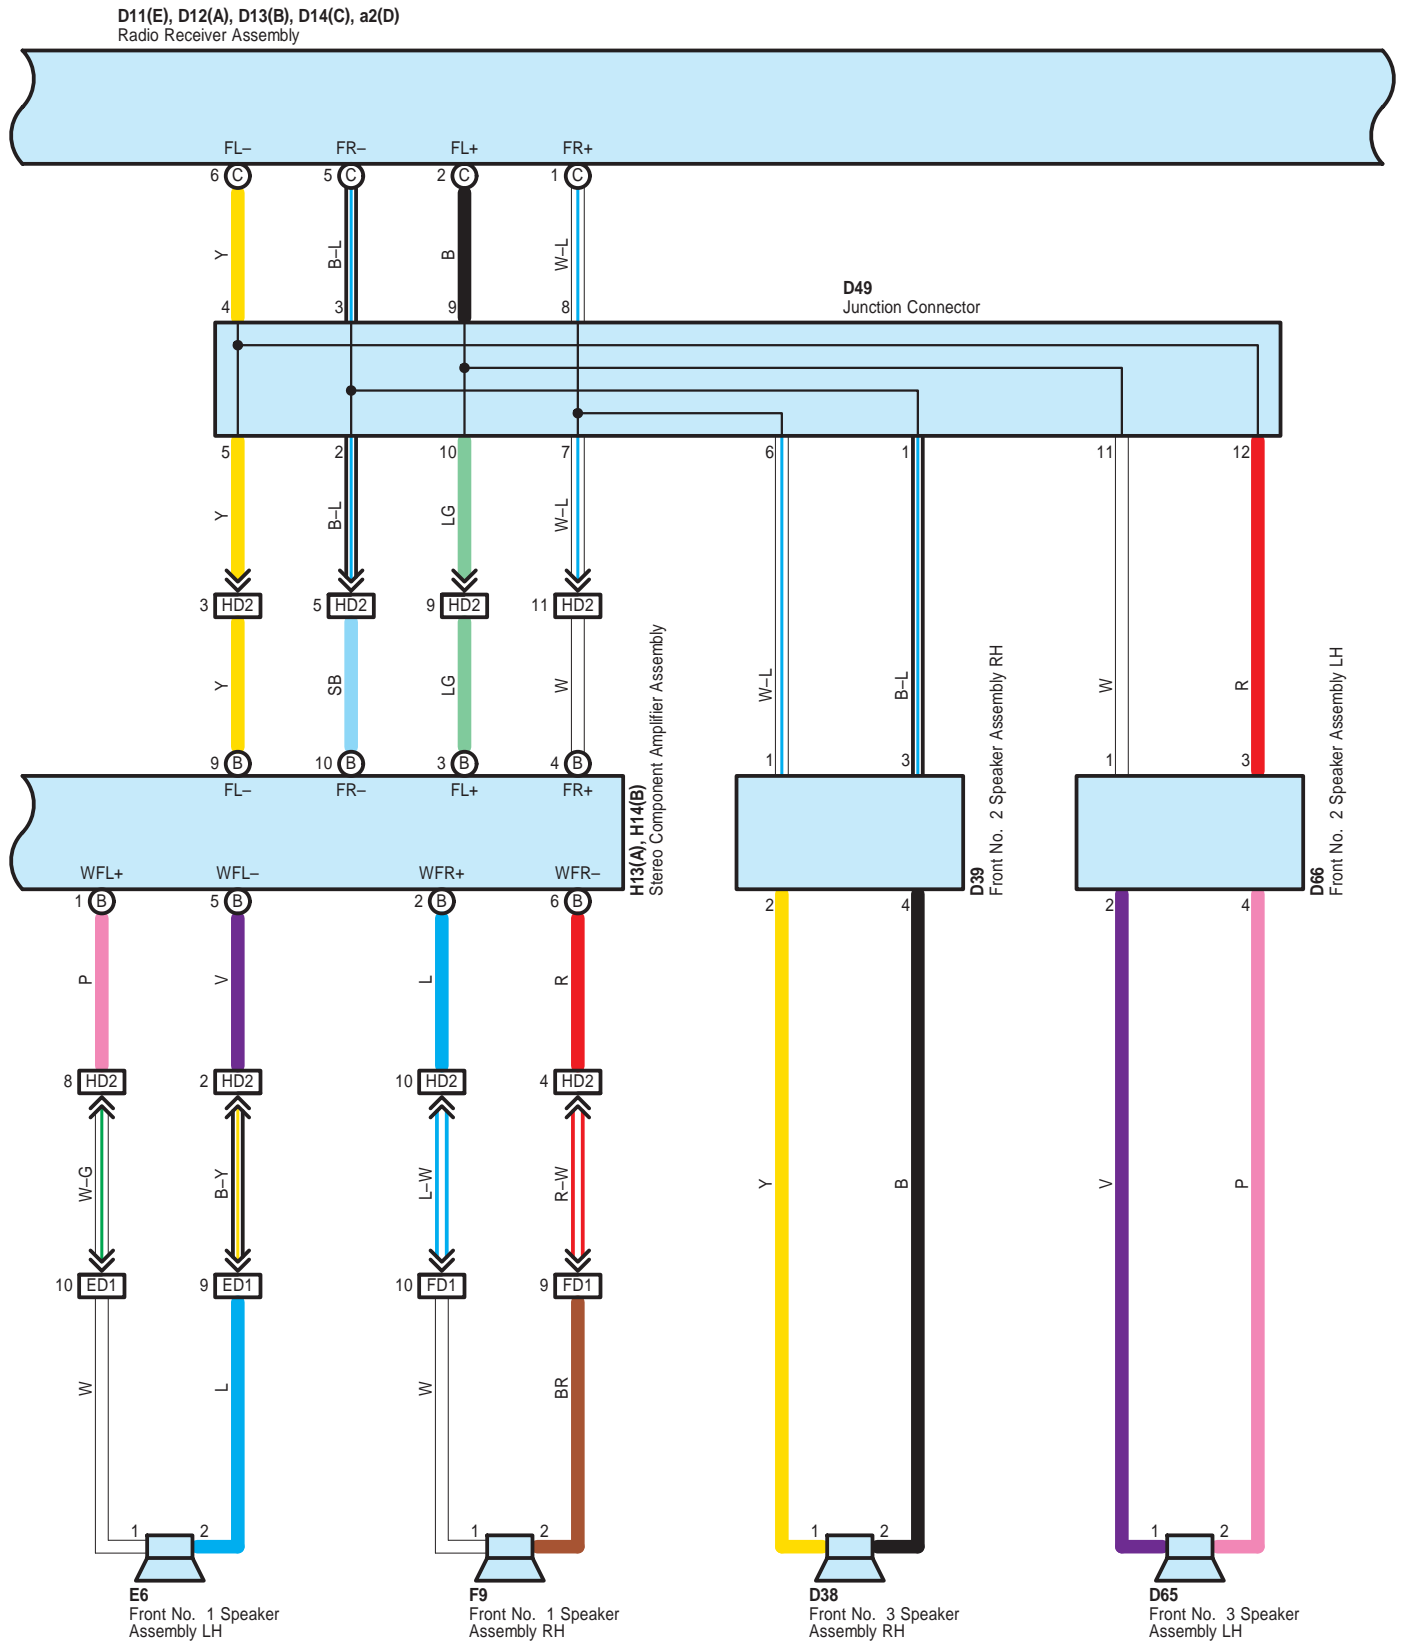 D11(E), D12(A), D13(B), D14(C), a2(D)
Radio Receiver Assembly
FL– FR– FL+ FR+
6 C 5 C 2 C 1 C
Y B–L B W–L
D49
Junction Connector
4 3 9 8
5 2 10 7 6 1 11 12
Y B–L LG W–L
3 HD2 5 HD2 9 HD2 11 HD2
Y SB LG W W–L B–L W R
9 B 10 B 3 B 4 B 1 3 1 3
FL– FR– FL+ FR+
H13(A), H14(B)
Stereo Component Amplifier Assembly
D39
Front No. 2 Speaker Assembly RH
D66
Front No. 2 Speaker Assembly LH
WFL+ WFL– WFR+ WFR–
1 B 5 B 2 B 6 B 2 4 2 4
P V L R
8 HD2 2 HD2 10 HD2 4 HD2
W–G B–Y L–W R–W Y B V P
10 ED1 9 ED1 10 FD1 9 FD1
W L W BR
1 2 1 2 1 2 1 2
E6
Front No. 1 Speaker
Assembly LH
F9
Front No. 1 Speaker
Assembly RH
D38
Front No. 3 Speaker
Assembly RH
D65
Front No. 3 Speaker
Assembly LH